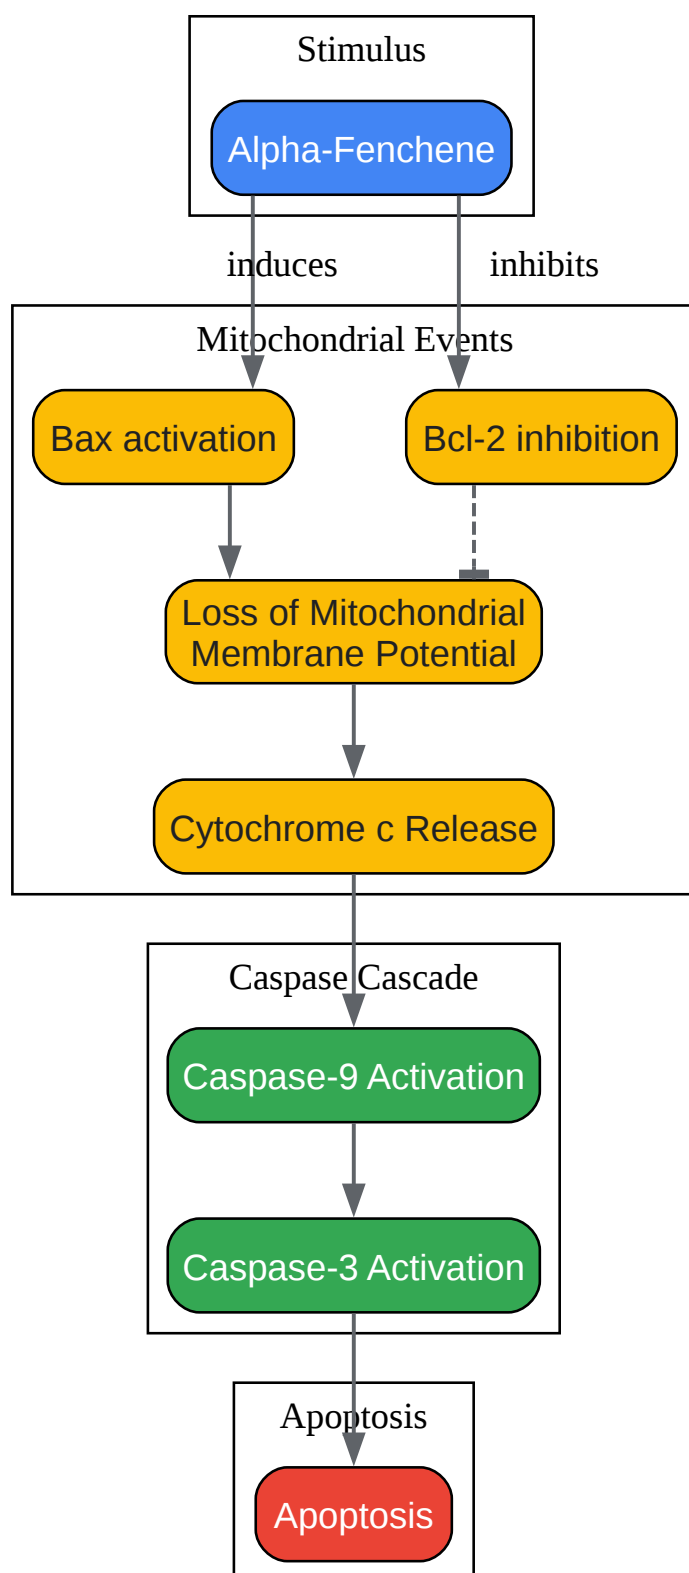 Stimulus
Alpha-Fenchene
induces
inhibits
Mitochondrial Events
Bax activation
Bcl-2 inhibition
Loss of Mitochondrial
Membrane Potential
Cytochrome c Release
Caspase Cascade
Caspase-9 Activation
Caspase-3 Activation
Apoptosis
Apoptosis